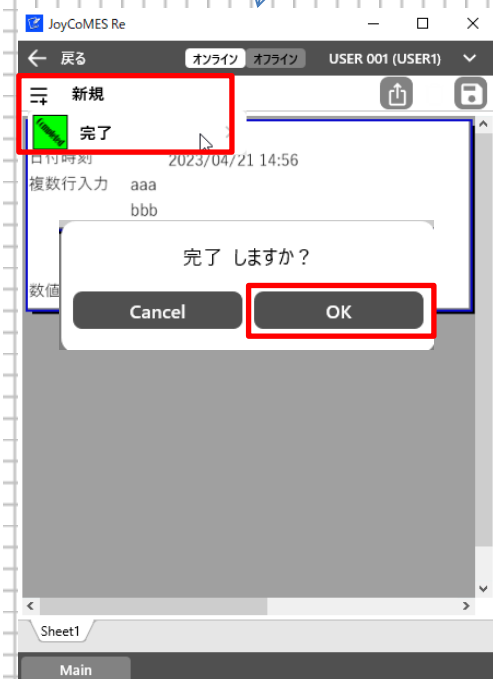 JoyCoMES Re
戻る オンライン オフライン USER 001 (USER1)
新規
完了
日付時刻 2023/04/21 14:56
複数行入力 aaa
bbb
完了 しますか？
数値
Cancel OK
Sheet1
Main